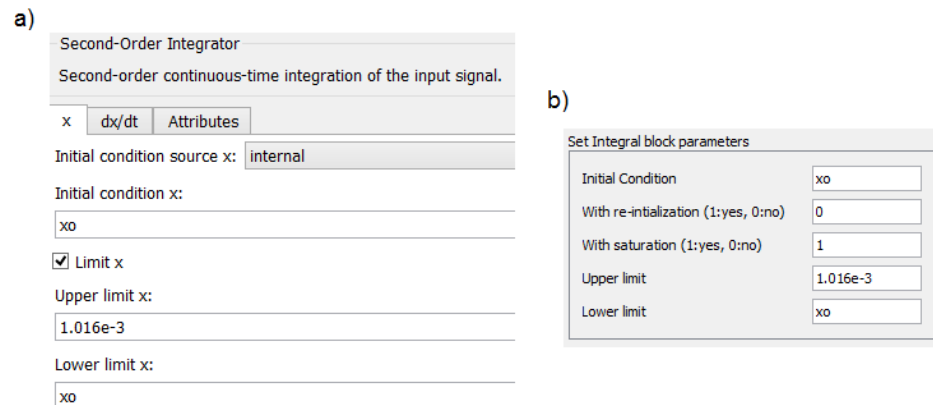 a)
Second-Order Integrator
Second-order continuous-time integration of the input signal.
x dx/dt Attributes
Initial condition source x: internal
Initial condition x:
xo
Limit x
Upper limit x:
1.016e-3
Lower limit x:
xo
b)
Set Integral block parameters
Initial Condition xo
With re-intialization (1:yes, 0:no) 0
With saturation (1:yes, 0:no) 1
Upper limit 1.016e-3
Lower limit xo